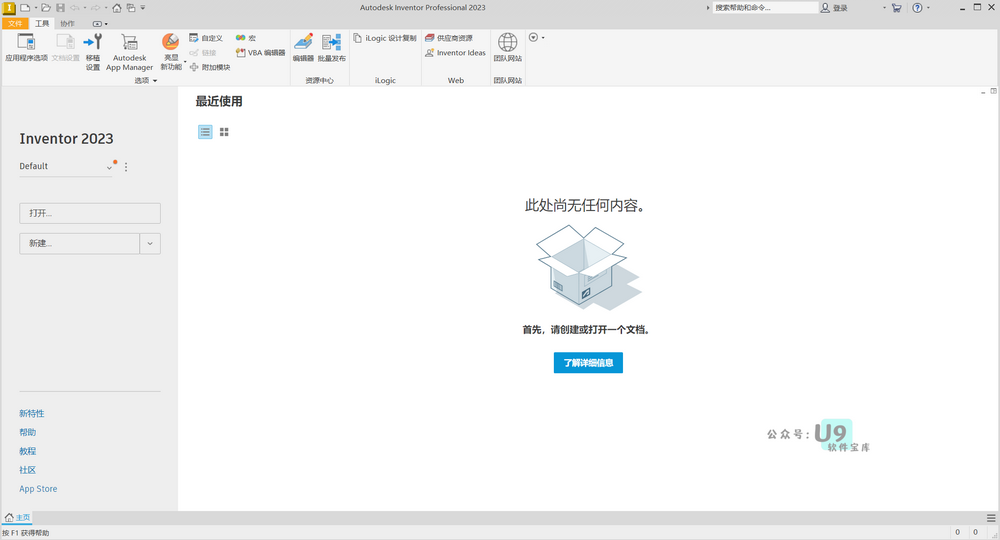 I
Autodesk Inventor Professional 2023
搜索帮助和命令...
登录
文件
工具
协作
应用程序选项
文档设置
移植
设置
Autodesk
App Manager
亮显
新功能
自定义
链接
附加模块
宏
VBA 编辑器
选项
编辑器
批量发布
资源中心
iLogic 设计复制
iLogic
供应商资源
Inventor Ideas
Web
团队网站
团队网站
Inventor 2023
Default
打开...
新建...
新特性
帮助
教程
社区
App Store
最近使用
此处尚无任何内容。
首先，请创建或打开一个文档。
了解详细信息
公众号：U9
软件宝库
主页
按 F1 获得帮助
0
0